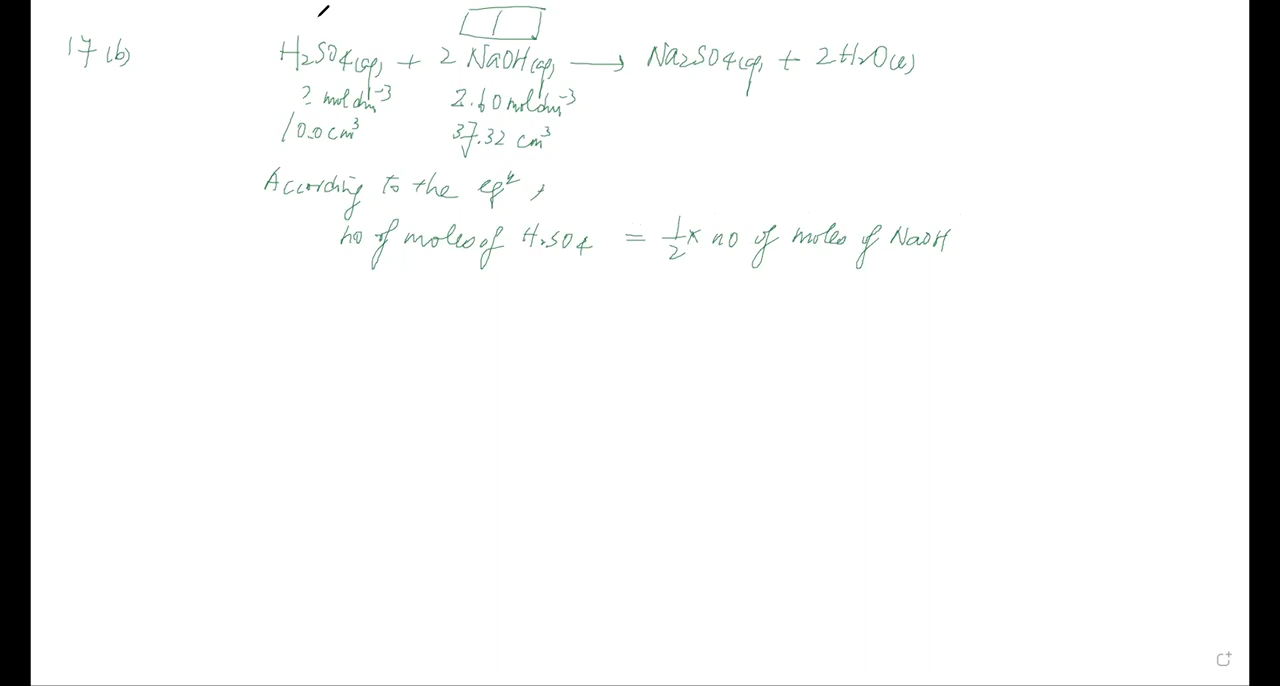 17 (b) H2SO4(aq) + 2 NaOH(aq) ⟶ Na2SO4(aq) + 2H2O(l)
? mol dm⁻³ 2.60 mol dm⁻³
10.0 cm³ 37.32 cm³
According to the eqⁿ,
no of moles of H2SO4 = 1/2 × no of moles of NaOH